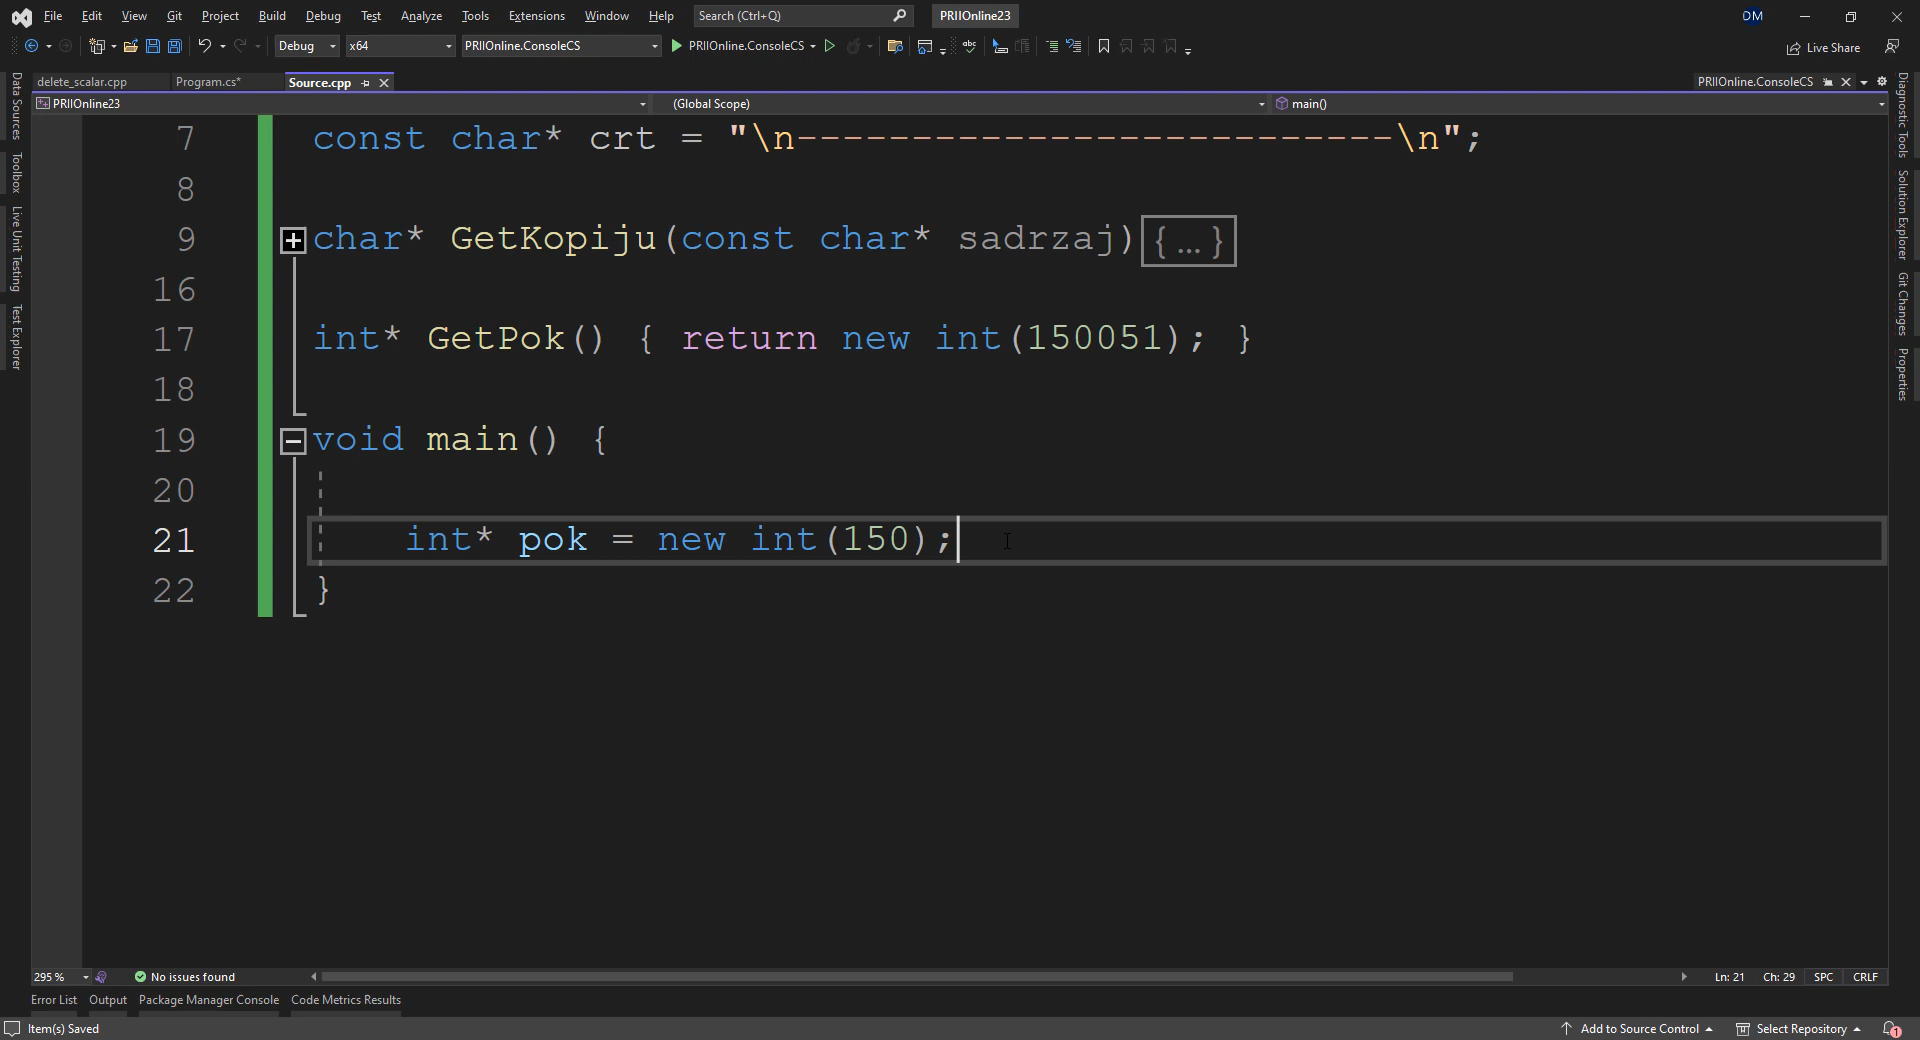 File Edit View Git Project Build Debug Test Analyze Tools Extensions Window Help Search (Ctrl+Q) PRIIOnline23 DM
Debug x64 PRIIOnline.ConsoleCS PRIIOnline.ConsoleCS Live Share
delete_scalar.cpp Program.cs* Source.cpp PRIIOnline.ConsoleCS
PRIIOnline23 (Global Scope) main()
7 const char* crt = "\n--------------------------\n";
8
9 char* GetKopiju(const char* sadrzaj){...}
16
17 int* GetPok() { return new int(150051); }
18
19 void main() {
20
21 int* pok = new int(150);
22 }
Data Sources
Toolbox
Live Unit Testing
Test Explorer
Diagnostic Tools
Solution Explorer
Git Changes
Properties
295 % No issues found Ln: 21 Ch: 29 SPC CRLF
Error List Output Package Manager Console Code Metrics Results
Item(s) Saved Add to Source Control Select Repository 1